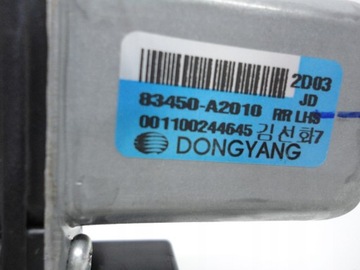 2D03
83450-A2010 JD
RR LHS
001100244645 김선화7
DONGYANG